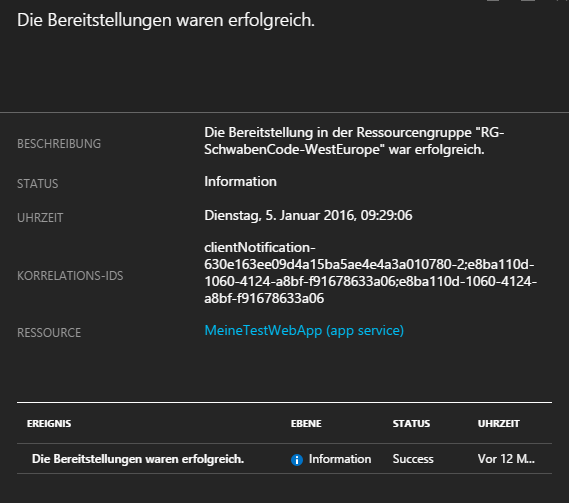 Die Bereitstellungen waren erfolgreich.
BESCHREIBUNG
Die Bereitstellung in der Ressourcengruppe "RG-
SchwabenCode-WestEurope" war erfolgreich.
STATUS
Information
UHRZEIT
Dienstag, 5. Januar 2016, 09:29:06
KORRELATIONS-IDS
clientNotification-
630e163ee09d4a15ba5ae4e4a3a010780-2;e8ba110d-
1060-4124-a8bf-f91678633a06;e8ba110d-1060-4124-
a8bf-f91678633a06
RESSOURCE
MeineTestWebApp (app service)
EREIGNIS EBENE STATUS UHRZEIT
Die Bereitstellungen waren erfolgreich. Information Success Vor 12 M...